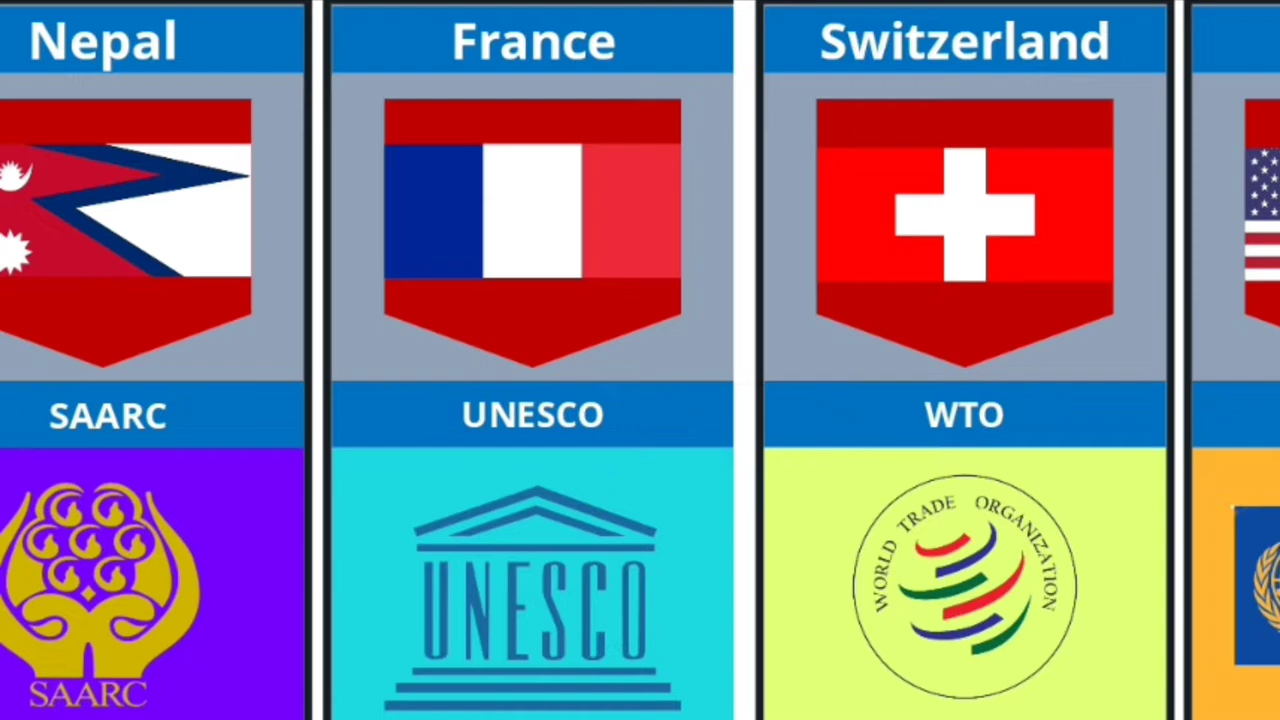 Nepal
France
Switzerland
SAARC
UNESCO
WTO
SAARC
UNESCO
WORLD TRADE ORGANIZATION